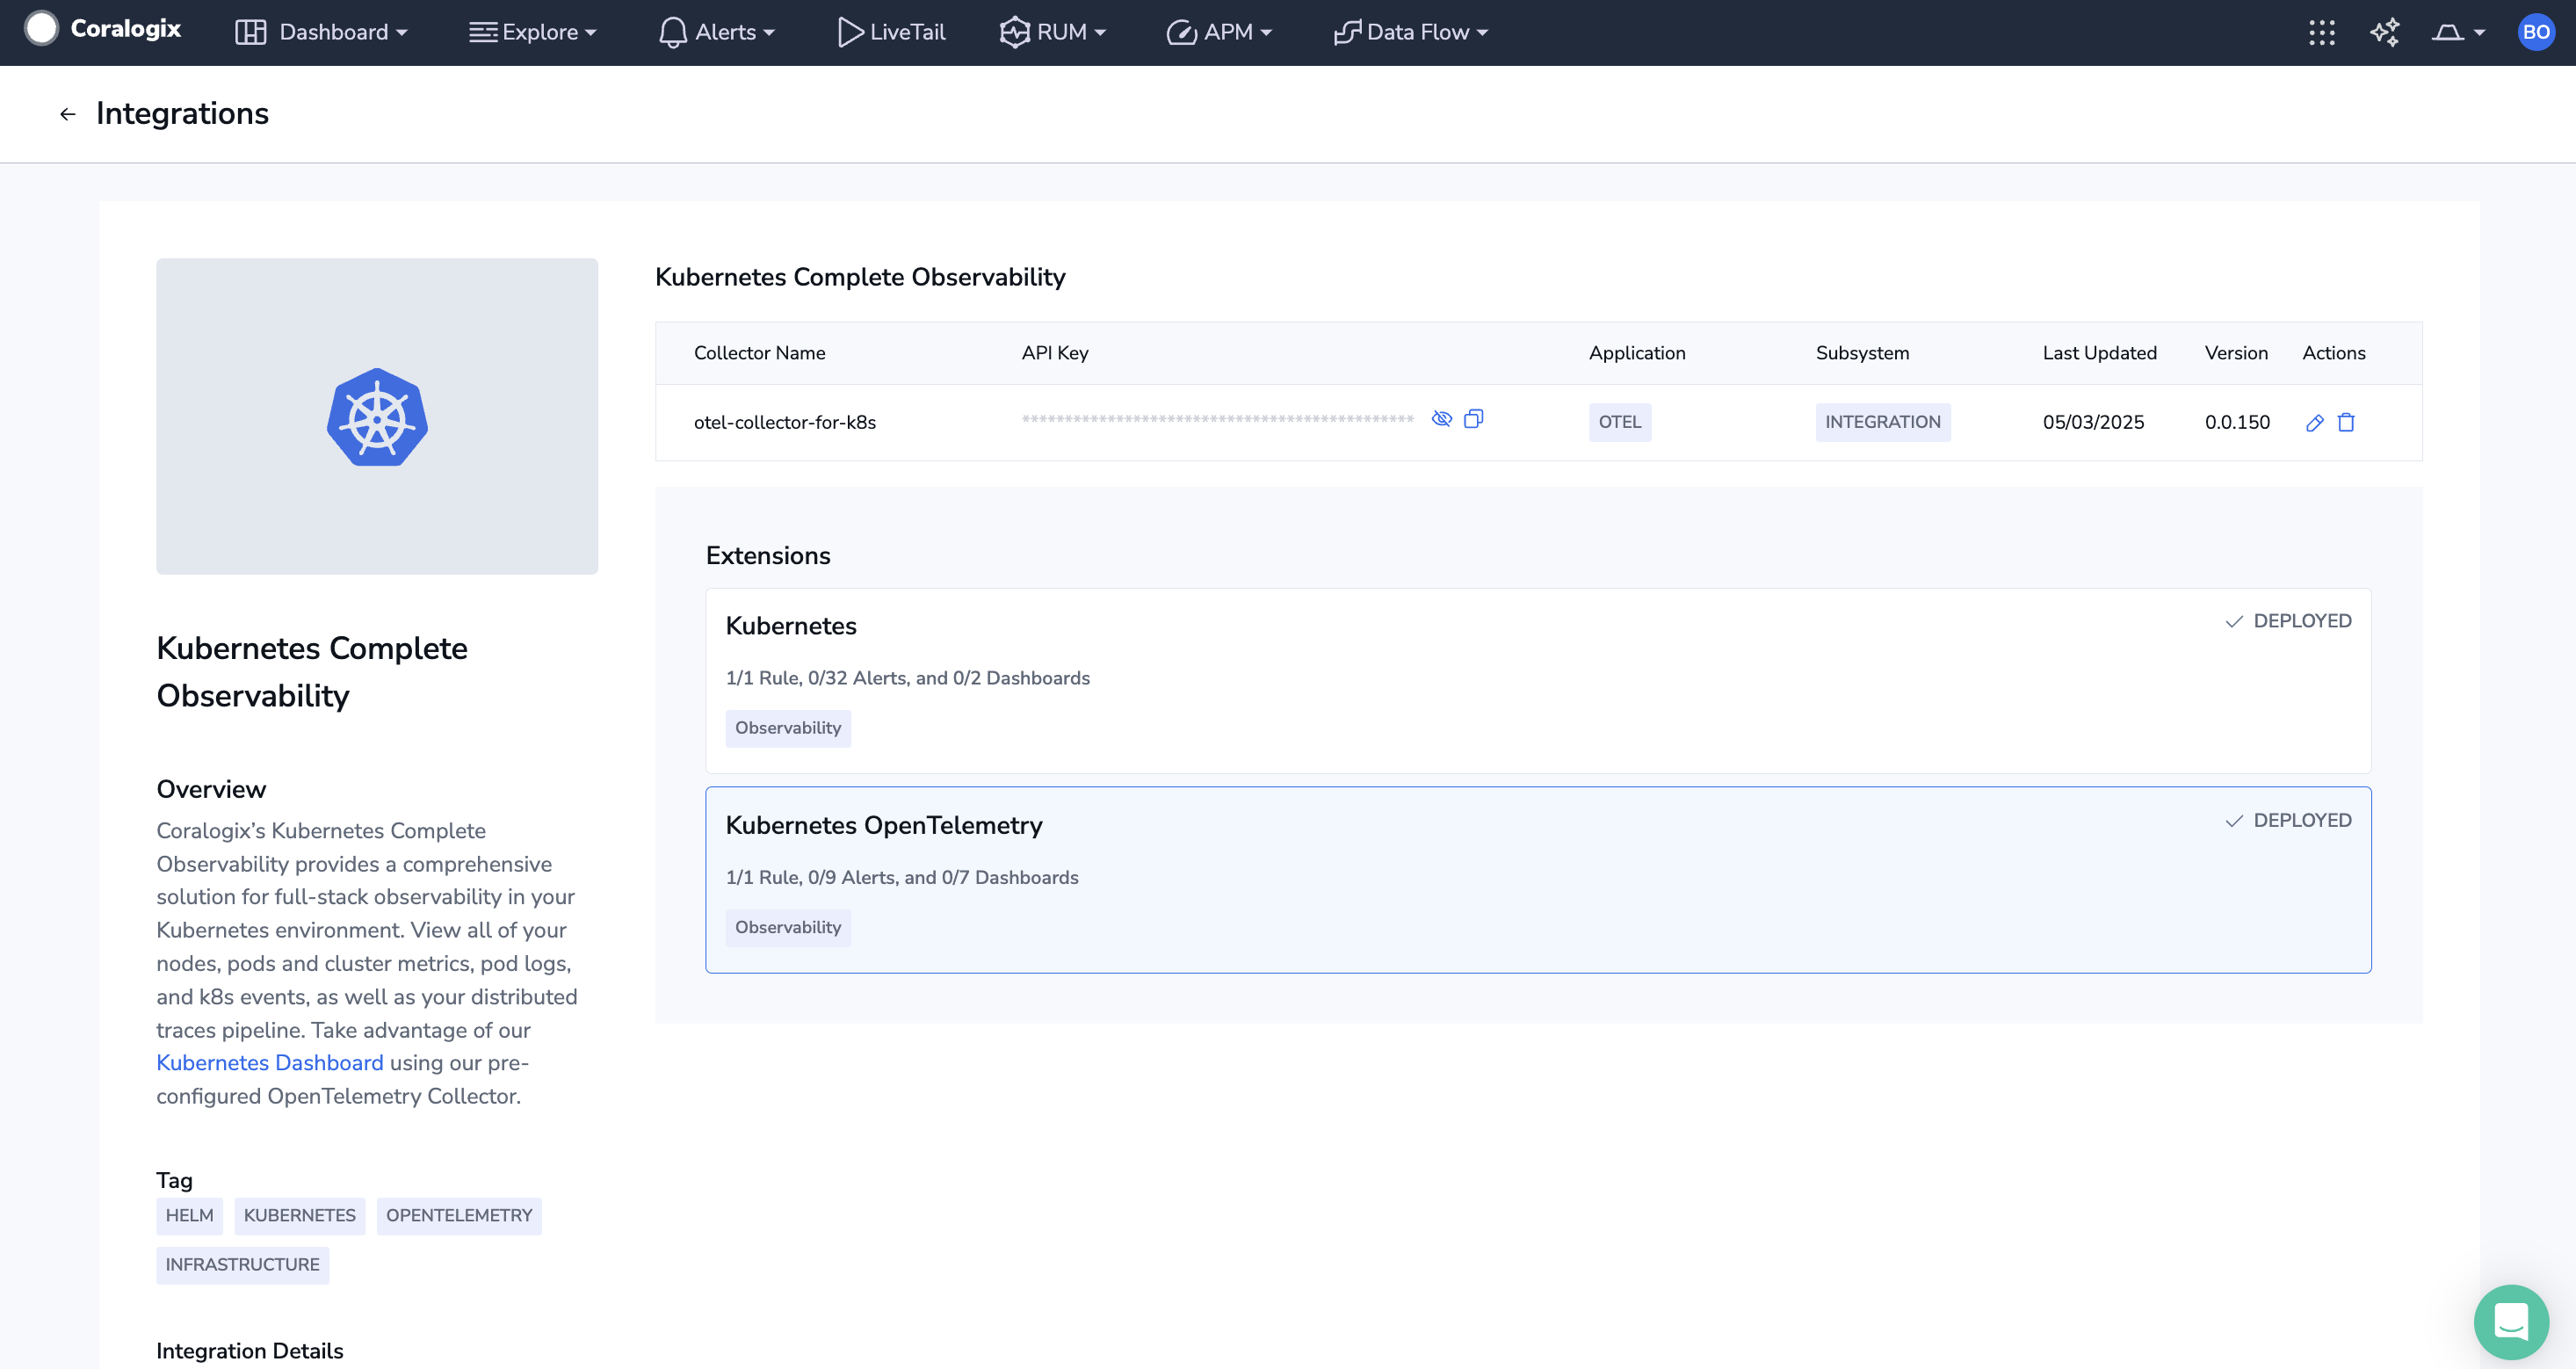 Coralogix
Dashboard
Explore
Alerts
LiveTail
RUM
APM
Data Flow
BO
Integrations
Kubernetes Complete Observability
Collector Name API Key Application Subsystem Last Updated Version Actions
otel-collector-for-k8s ********************************************** OTEL INTEGRATION 05/03/2025 0.0.150
Extensions
Kubernetes
DEPLOYED
1/1 Rule, 0/32 Alerts, and 0/2 Dashboards
Observability
Kubernetes OpenTelemetry
DEPLOYED
1/1 Rule, 0/9 Alerts, and 0/7 Dashboards
Observability
Kubernetes Complete
Observability
Overview
Coralogix’s Kubernetes Complete
Observability provides a comprehensive
solution for full-stack observability in your
Kubernetes environment. View all of your
nodes, pods and cluster metrics, pod logs,
and k8s events, as well as your distributed
traces pipeline. Take advantage of our
Kubernetes Dashboard using our pre-
configured OpenTelemetry Collector.
Tag
HELM KUBERNETES OPENTELEMETRY
INFRASTRUCTURE
Integration Details